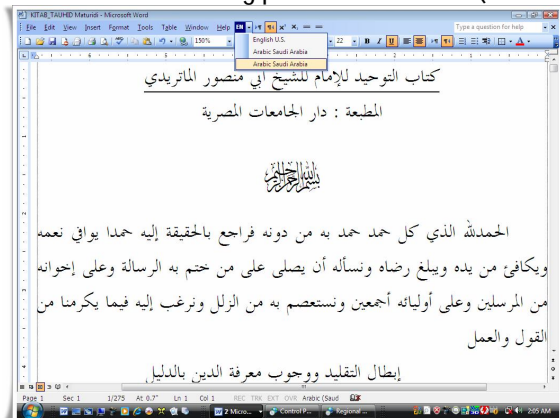 KITAB_TAUHID Maturidi - Microsoft Word
File Edit View Insert Format Tools Table Window Help EN
Type a question for help
150%
22
B I U
English U.S.
Arabic Saudi Arabia
Arabic Saudi Arabia
كتاب التوحيد للإمام للشيخ أبي منصور الماتريدي
المطبعة : دار الجامعات المصرية
بسم الله الرحمن الرحيم
الحمدلله الذي كل حمد حمد به من دونه فراجع بالحقيقة إليه حمدا يوافي نعمه
ويكافئ من يده ويبلغ رضاه ونسأله أن يصلى على من ختم به الرسالة وعلى إخوانه
من المرسلين وعلى أوليائه أجمعين ونستعصم به من الزلل ونرغب إليه فيما يكرمنا من
القول والعمل
إبطال التقليد ووجوب معرفة الدين بالدليل
Page 1 Sec 1 1/275 At 0.7" Ln 1 Col 1 REC TRK EXT OVR Arabic (Saud
2 Micro... Control P... Regional ... 2:05 AM